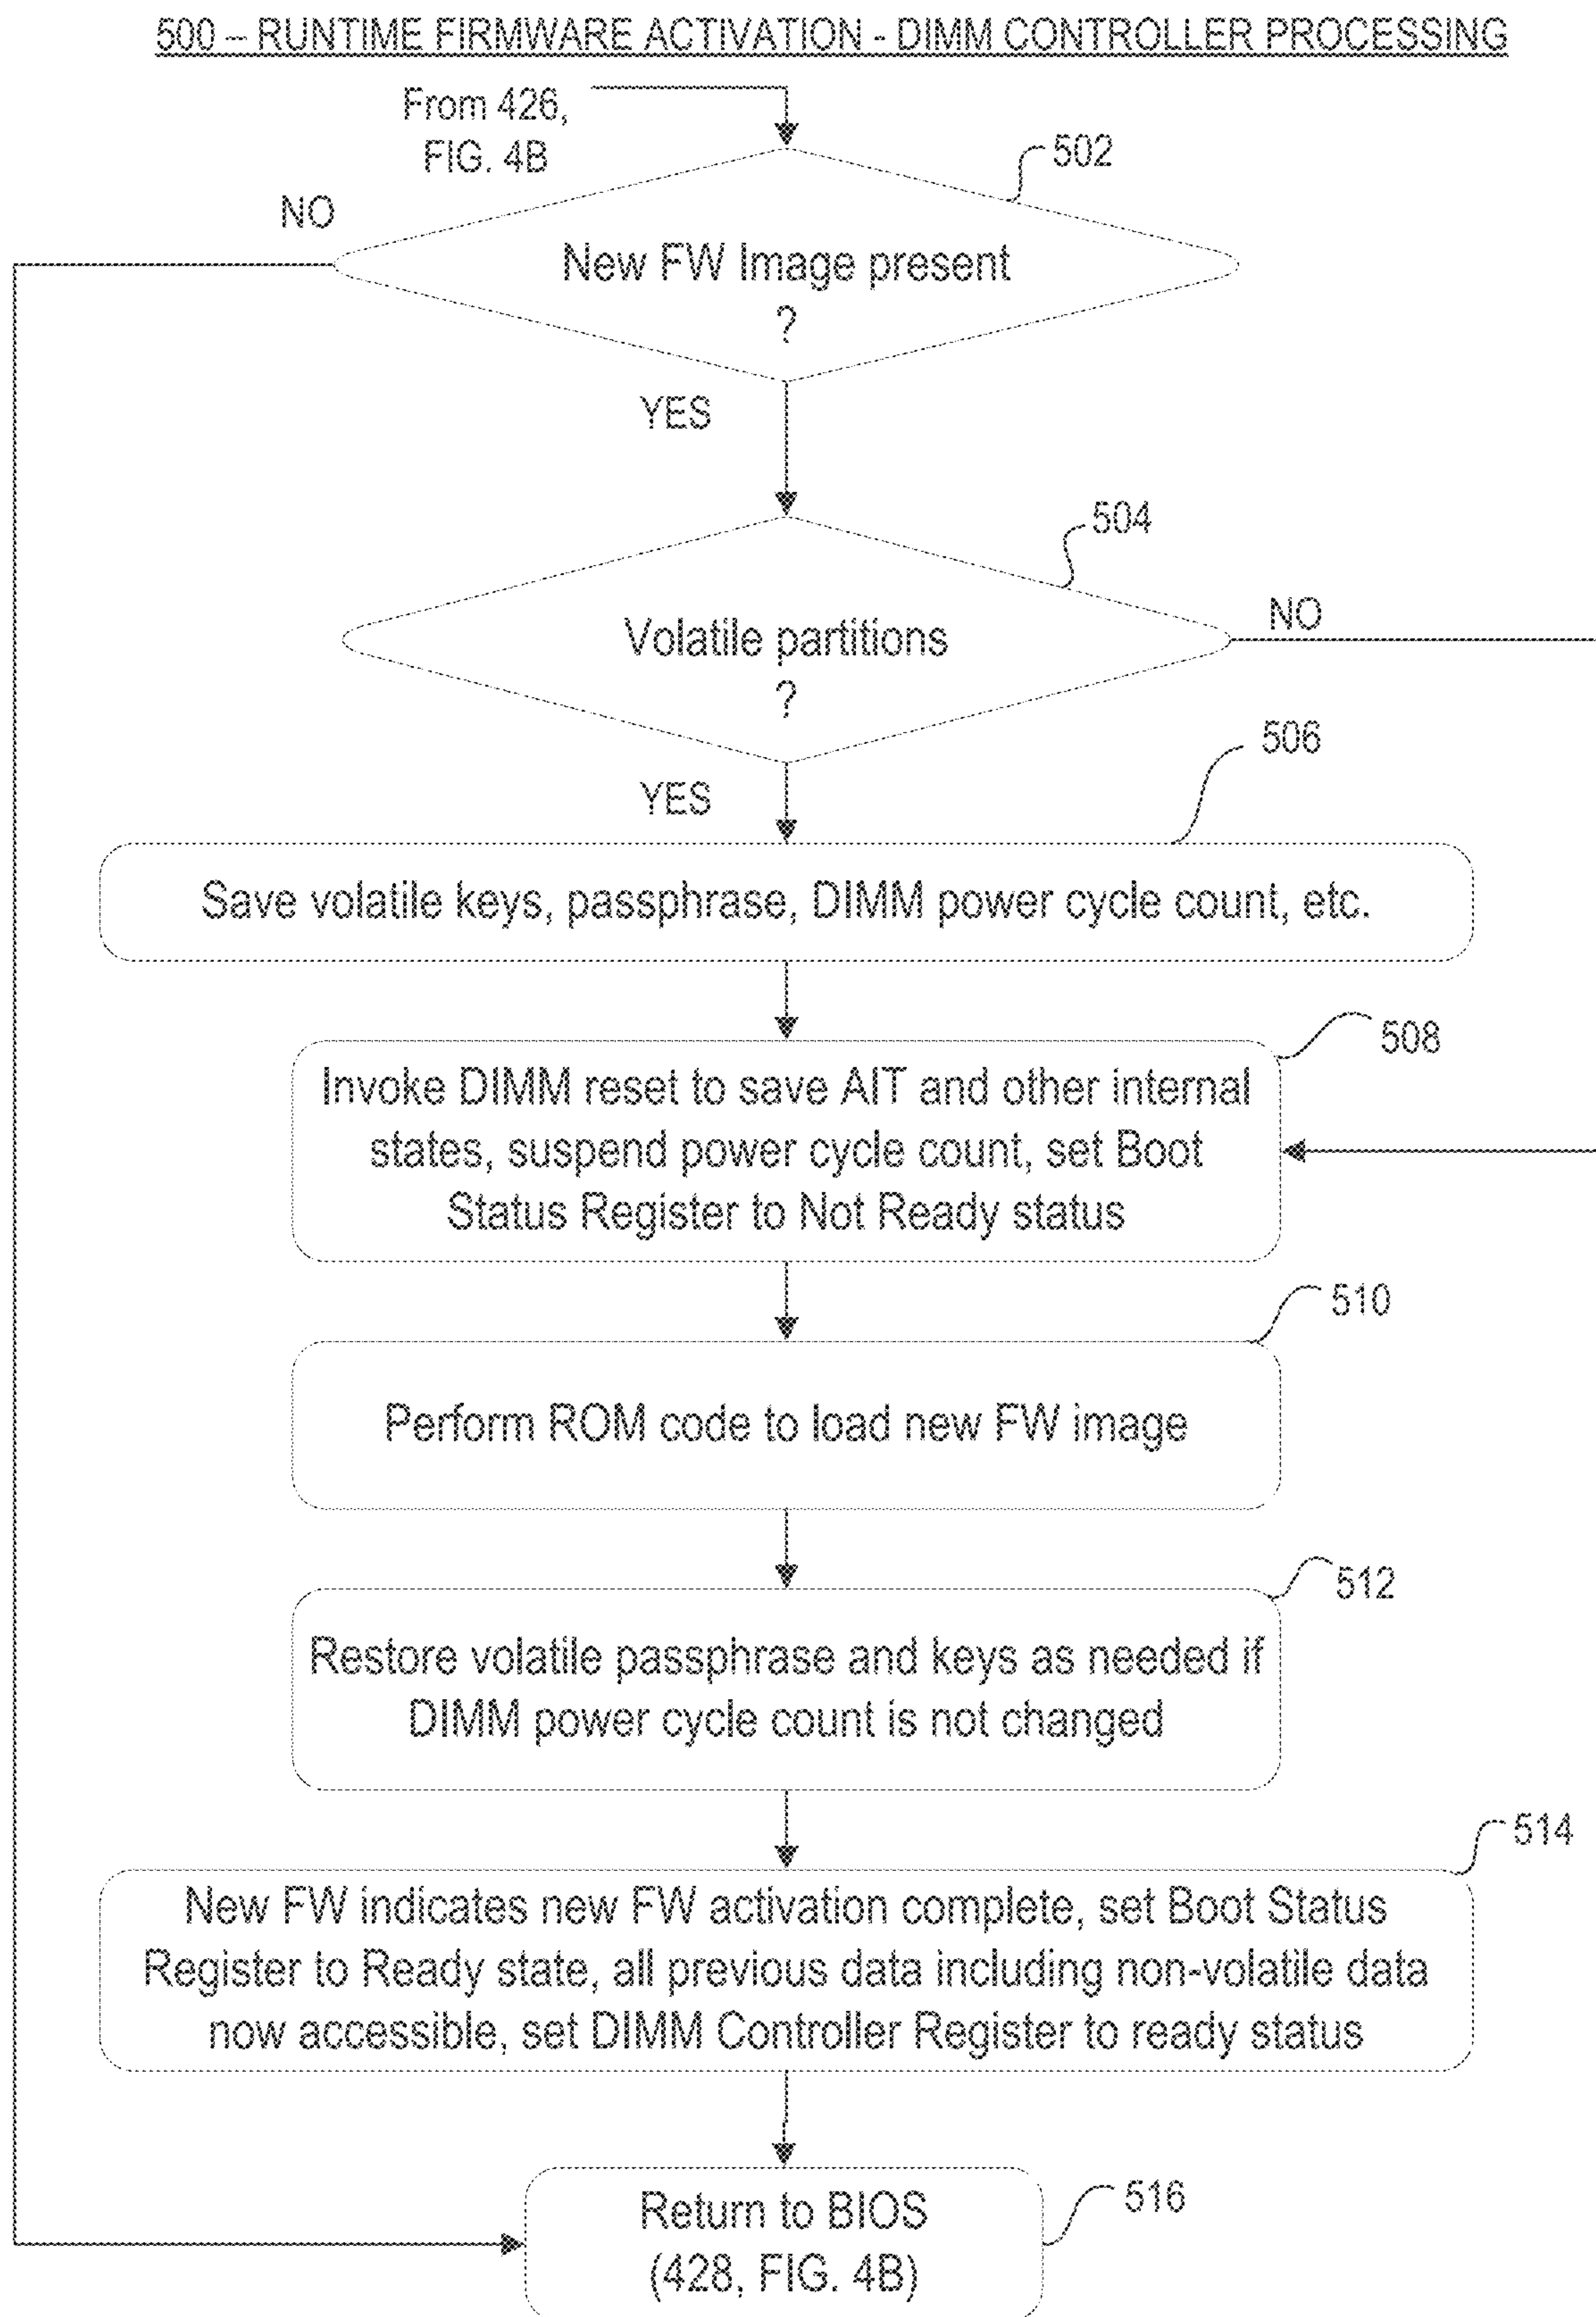 500 – RUNTIME FIRMWARE ACTIVATION - DIMM CONTROLLER PROCESSING
From 426,
FIG. 4B
502
NO
New FW Image present
?
YES
504
Volatile partitions
?
NO
YES
506
Save volatile keys, passphrase, DIMM power cycle count, etc.
508
Invoke DIMM reset to save AIT and other internal
states, suspend power cycle count, set Boot
Status Register to Not Ready status
510
Perform ROM code to load new FW image
512
Restore volatile passphrase and keys as needed if
DIMM power cycle count is not changed
514
New FW indicates new FW activation complete, set Boot Status
Register to Ready state, all previous data including non-volatile data
now accessible, set DIMM Controller Register to ready status
516
Return to BIOS
(428, FIG. 4B)